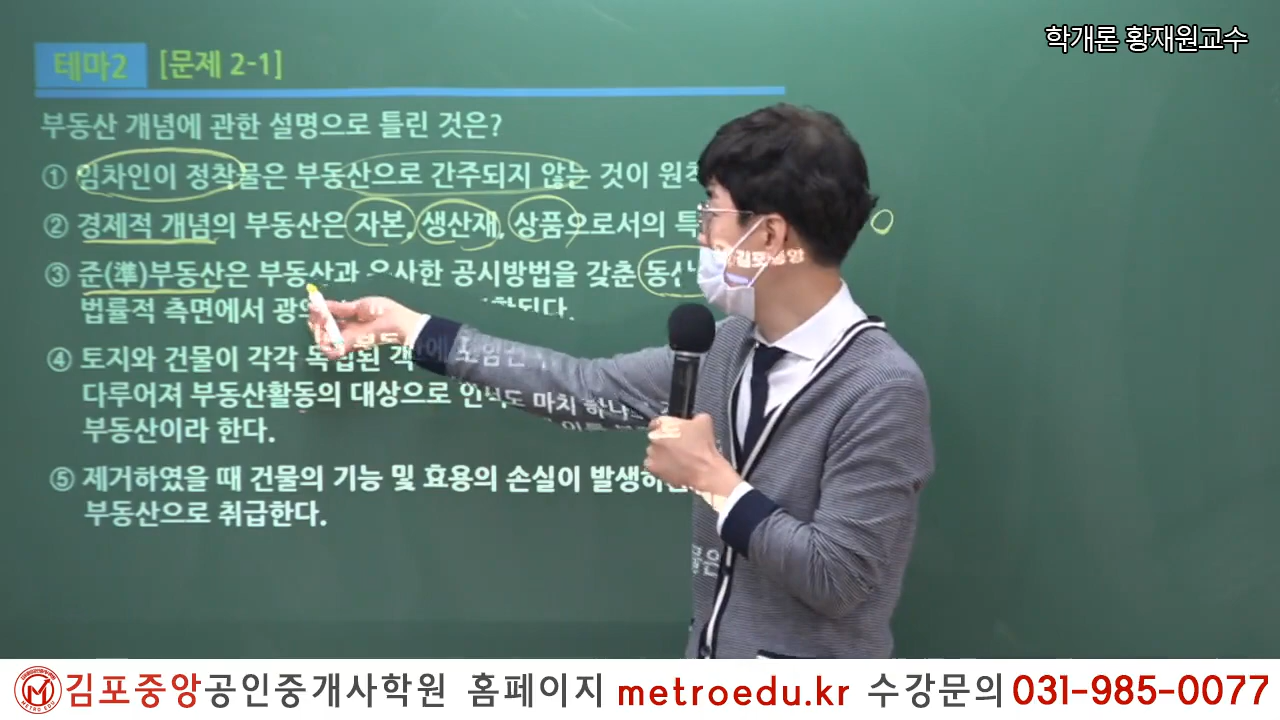 학개론 황재원교수
테마2 [문제 2-1]
부동산 개념에 관한 설명으로 틀린 것은?
① 임차인이 정착물은 부동산으로 간주되지 않는 것이 원칙
② 경제적 개념의 부동산은 자본, 생산재, 상품으로서의
③ 준(準)부동산은 부동산과 유사한 공시방법을 갖춘
법률적 측면에서
④ 토지와 건물이 각각 독립된
다루어져 부동산활동의 대상으로 마치
부동산이라 한다.
⑤ 제거하였을 때 건물의 기능 및 효용의 손실이
부동산으로 취급한다.
김포중앙
METRO EDU
김포중앙공인중개사학원 홈페이지 metroedu.kr 수강문의 031-985-0077